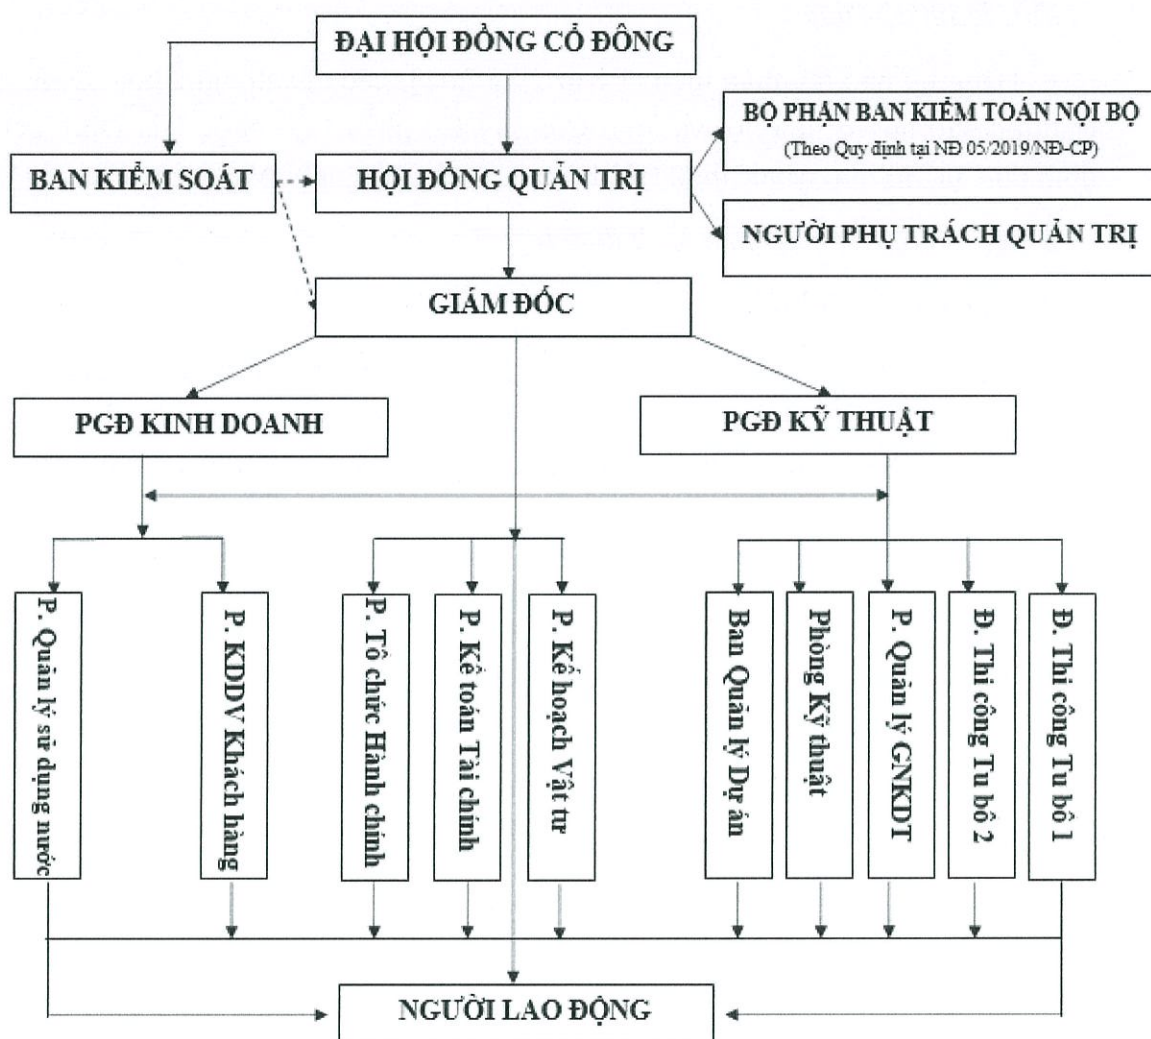 ĐẠI HỘI ĐỒNG CỔ ĐÔNG
BỘ PHẬN BAN KIỂM TOÁN NỘI BỘ
(Theo Quy định tại NĐ 05/2019/NĐ-CP)
BAN KIỂM SOÁT
HỘI ĐỒNG QUẢN TRỊ
NGƯỜI PHỤ TRÁCH QUẢN TRỊ
GIÁM ĐỐC
PGĐ KINH DOANH
PGĐ KỸ THUẬT
P. Quản lý sử dụng nước
P. KDDV Khách hàng
P. Tổ chức Hành chính
P. Kế toán Tài chính
P. Kế hoạch Vật tư
Ban Quản lý Dự án
Phòng Kỹ thuật
P. Quản lý GNKDT
Đ. Thi công Tu bổ 2
Đ. Thi công Tu bổ 1
NGƯỜI LAO ĐỘNG